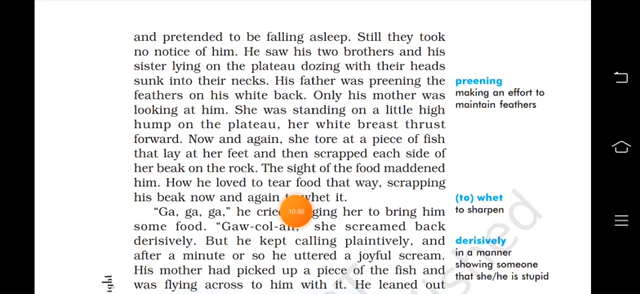 and pretended to be falling asleep. Still they took
no notice of him. He saw his two brothers and his
sister lying on the plateau dozing with their heads
sunk into their necks. His father was preening the
feathers on his white back. Only his mother was
looking at him. She was standing on a little high
hump on the plateau, her white breast thrust
forward. Now and again, she tore at a piece of fish
that lay at her feet and then scrapped each side of
her beak on the rock. The sight of the food maddened
him. How he loved to tear food that way, scrapping
his beak now and again whet it.
"Ga, ga, ga," he her to bring him
some food. "Gaw-col-ah," she screamed back
derisively. But he kept calling plaintively, and
after a minute or so he uttered a joyful scream.
His mother had picked up a piece of the fish and
was flying across to him with it. He leaned out
preening
making an effort to
maintain feathers
(to) whet
to sharpen
derisively
in a manner
showing someone
that she/he is stupid
10:50